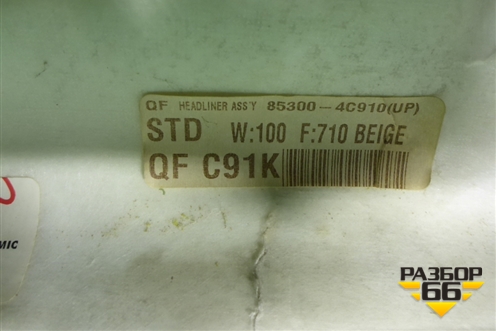 QF HEADLINER ASS'Y 85300-4C910(UP)
STD W:100 F:710 BEIGE
QF C91K
MIC
РАЗБОР
66